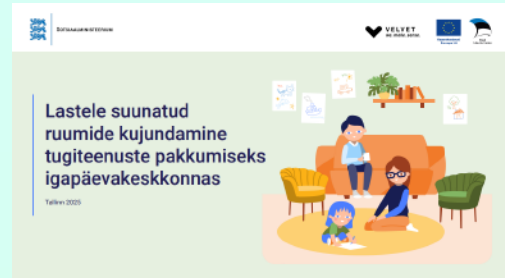 SOTSIAALMINISTEERIUM
VELVET
Lastele suunatud
ruumide kujundamine
tugiteenuste pakkumiseks
igapäevakeskkonnas
Tallinn 2025